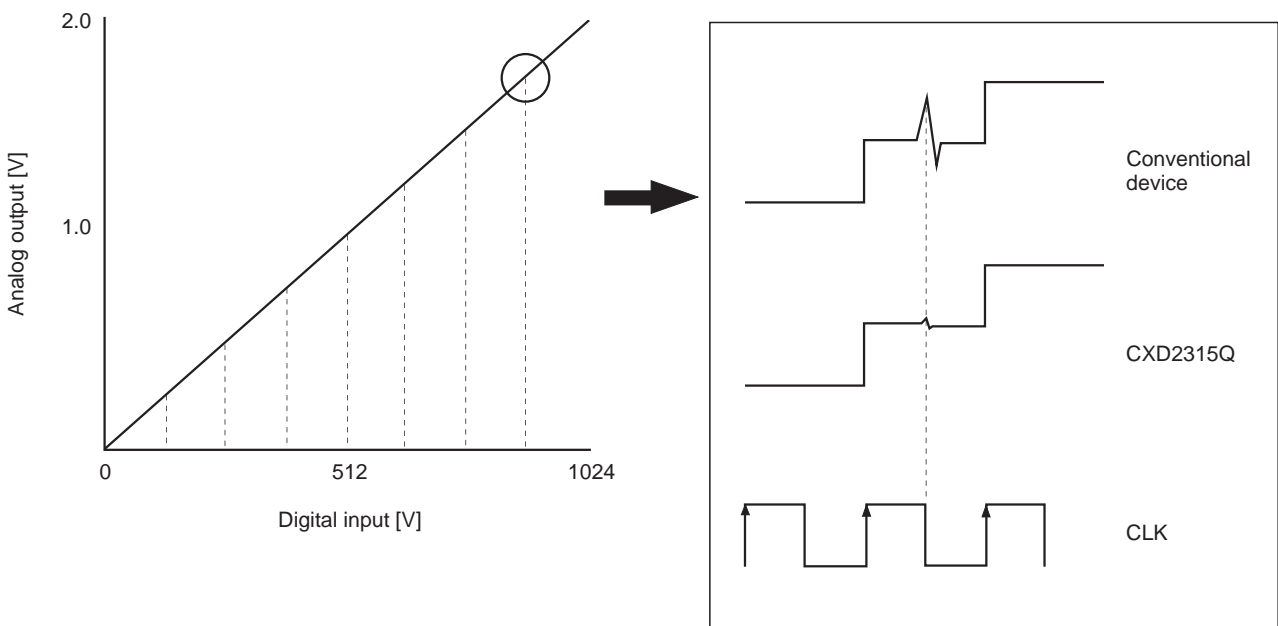 2.0
Analog output [V]
1.0
0
512
1024
Digital input [V]
Conventional
device
CXD2315Q
CLK